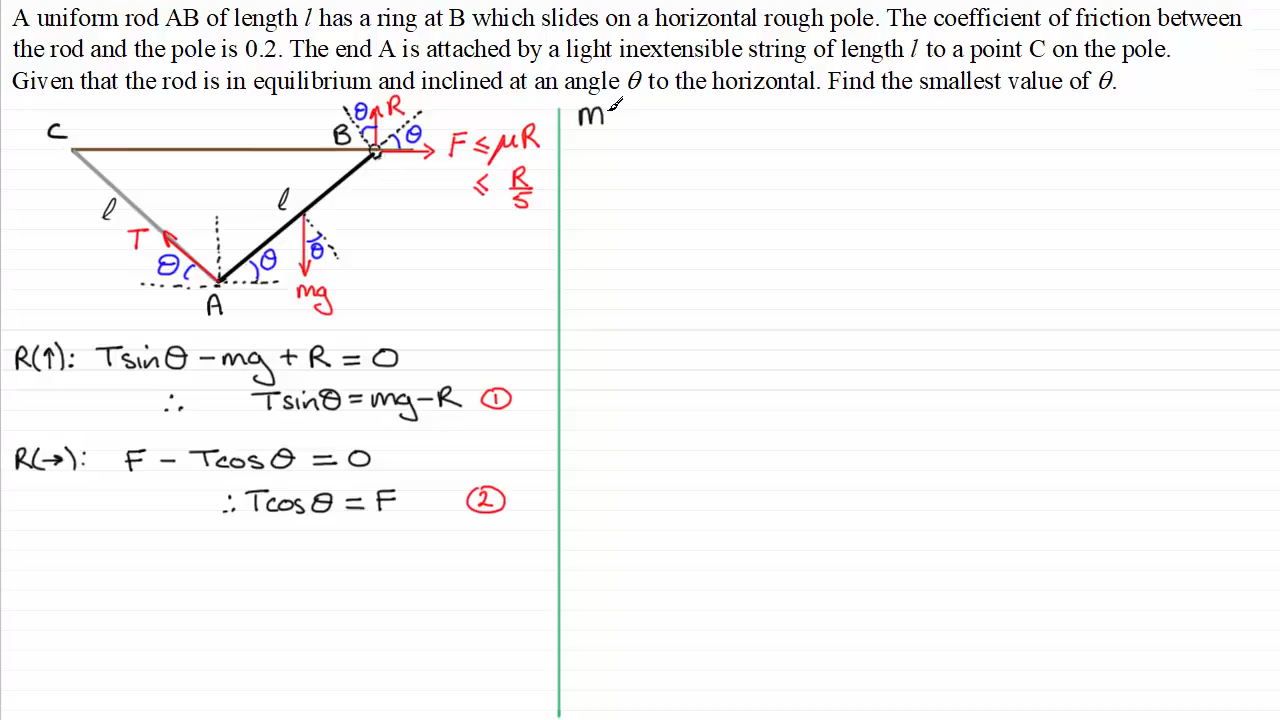 A uniform rod AB of length l has a ring at B which slides on a horizontal rough pole. The coefficient of friction between
the rod and the pole is 0.2. The end A is attached by a light inextensible string of length l to a point C on the pole.
Given that the rod is in equilibrium and inclined at an angle θ to the horizontal. Find the smallest value of θ.
m
θ R
C B θ F ≤ μR
≤ R/5
l l
T
θ θ θ
A mg
R(↑): Tsinθ − mg + R = 0
∴ Tsinθ = mg − R ①
R(→): F − Tcosθ = 0
∴ Tcosθ = F ②